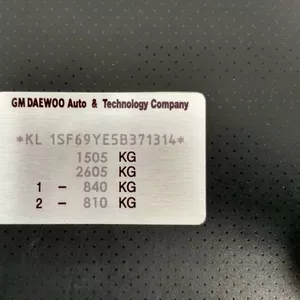 GM DAEWOO Auto & Technology Company
*KL 1SF69YE5B371314*
1505 KG
2605 KG
1 – 840 KG
2 – 810 KG